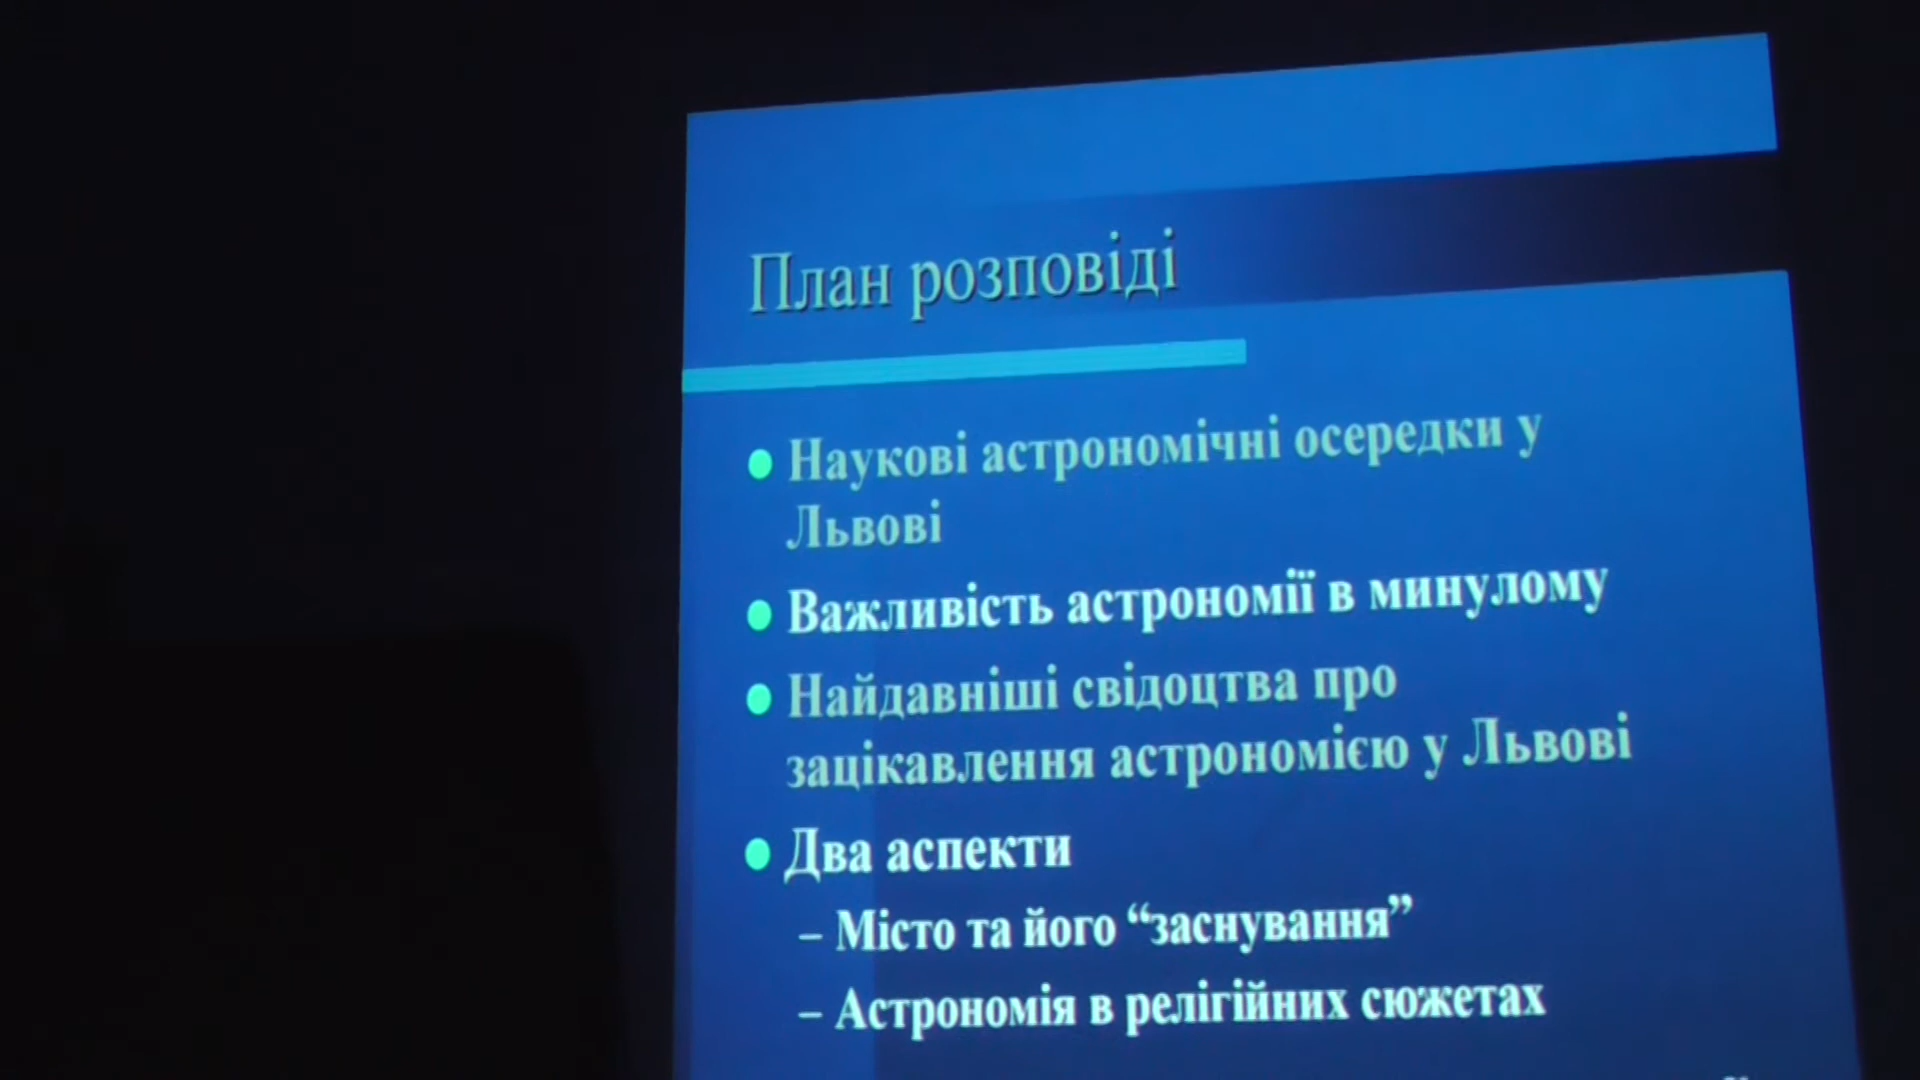 План розповіді
Наукові астрономічні осередки у
Львові
Важливість астрономії в минулому
Найдавніші свідоцтва про
зацікавлення астрономією у Львові
Два аспекти
– Місто та його “заснування”
– Астрономія в релігійних сюжетах